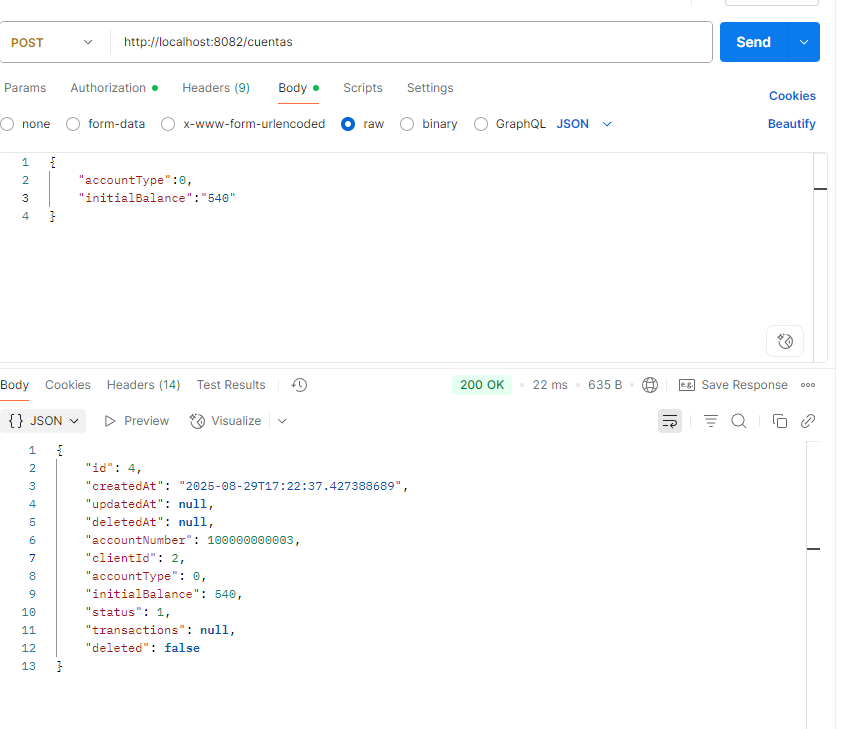 POST http://localhost:8082/cuentas Send
Params Authorization Headers (9) Body Scripts Settings Cookies
none form-data x-www-form-urlencoded raw binary GraphQL JSON Beautify
1 {
2 "accountType":0,
3 "initialBalance":"540"
4 }
Body Cookies Headers (14) Test Results 200 OK • 22 ms • 635 B • e.g. Save Response
{} JSON Preview Visualize
1 {
2 "id": 4,
3 "createdAt": "2025-08-29T17:22:37.427388689",
4 "updatedAt": null,
5 "deletedAt": null,
6 "accountNumber": 100000000003,
7 "clientId": 2,
8 "accountType": 0,
9 "initialBalance": 540,
10 "status": 1,
11 "transactions": null,
12 "deleted": false
13 }